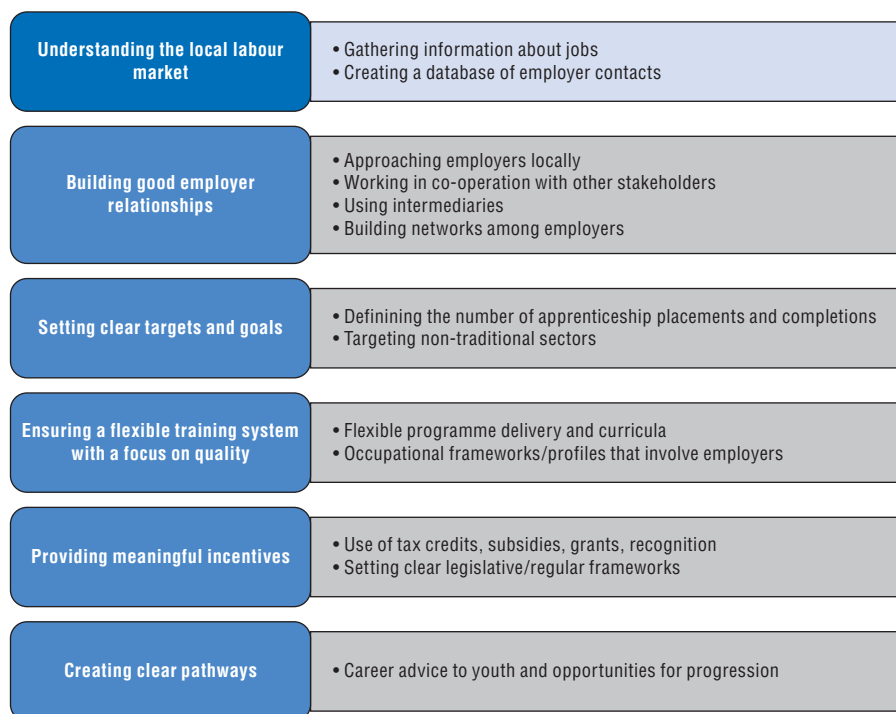 Understanding the local labour
market
• Gathering information about jobs
• Creating a database of employer contacts
Building good employer
relationships
• Approaching employers locally
• Working in co-operation with other stakeholders
• Using intermediaries
• Building networks among employers
Setting clear targets and goals
• Definining the number of apprenticeship placements and completions
• Targeting non-traditional sectors
Ensuring a flexible training system
with a focus on quality
• Flexible programme delivery and curricula
• Occupational frameworks/profiles that involve employers
Providing meaningful incentives
• Use of tax credits, subsidies, grants, recognition
• Setting clear legislative/regular frameworks
Creating clear pathways
• Career advice to youth and opportunities for progression